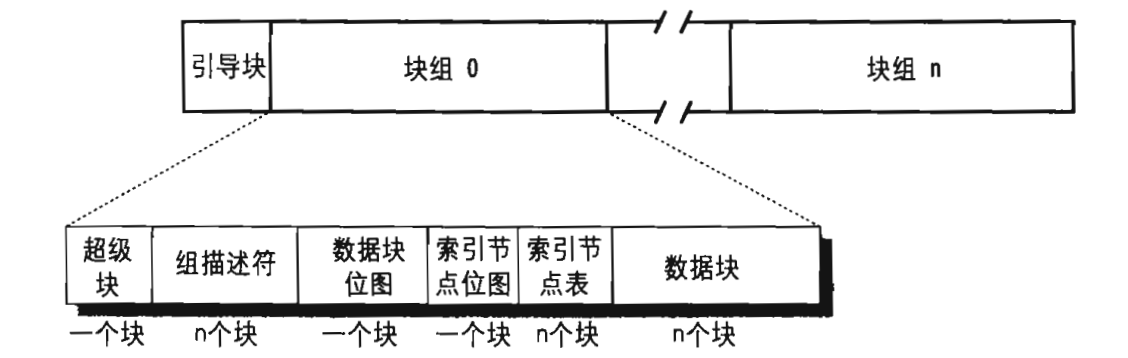 引导块 块组 0 块组 n
超级块 组描述符 数据块位图 索引节点位图 索引节点表 数据块
一个块 n个块 一个块 一个块 n个块 n个块